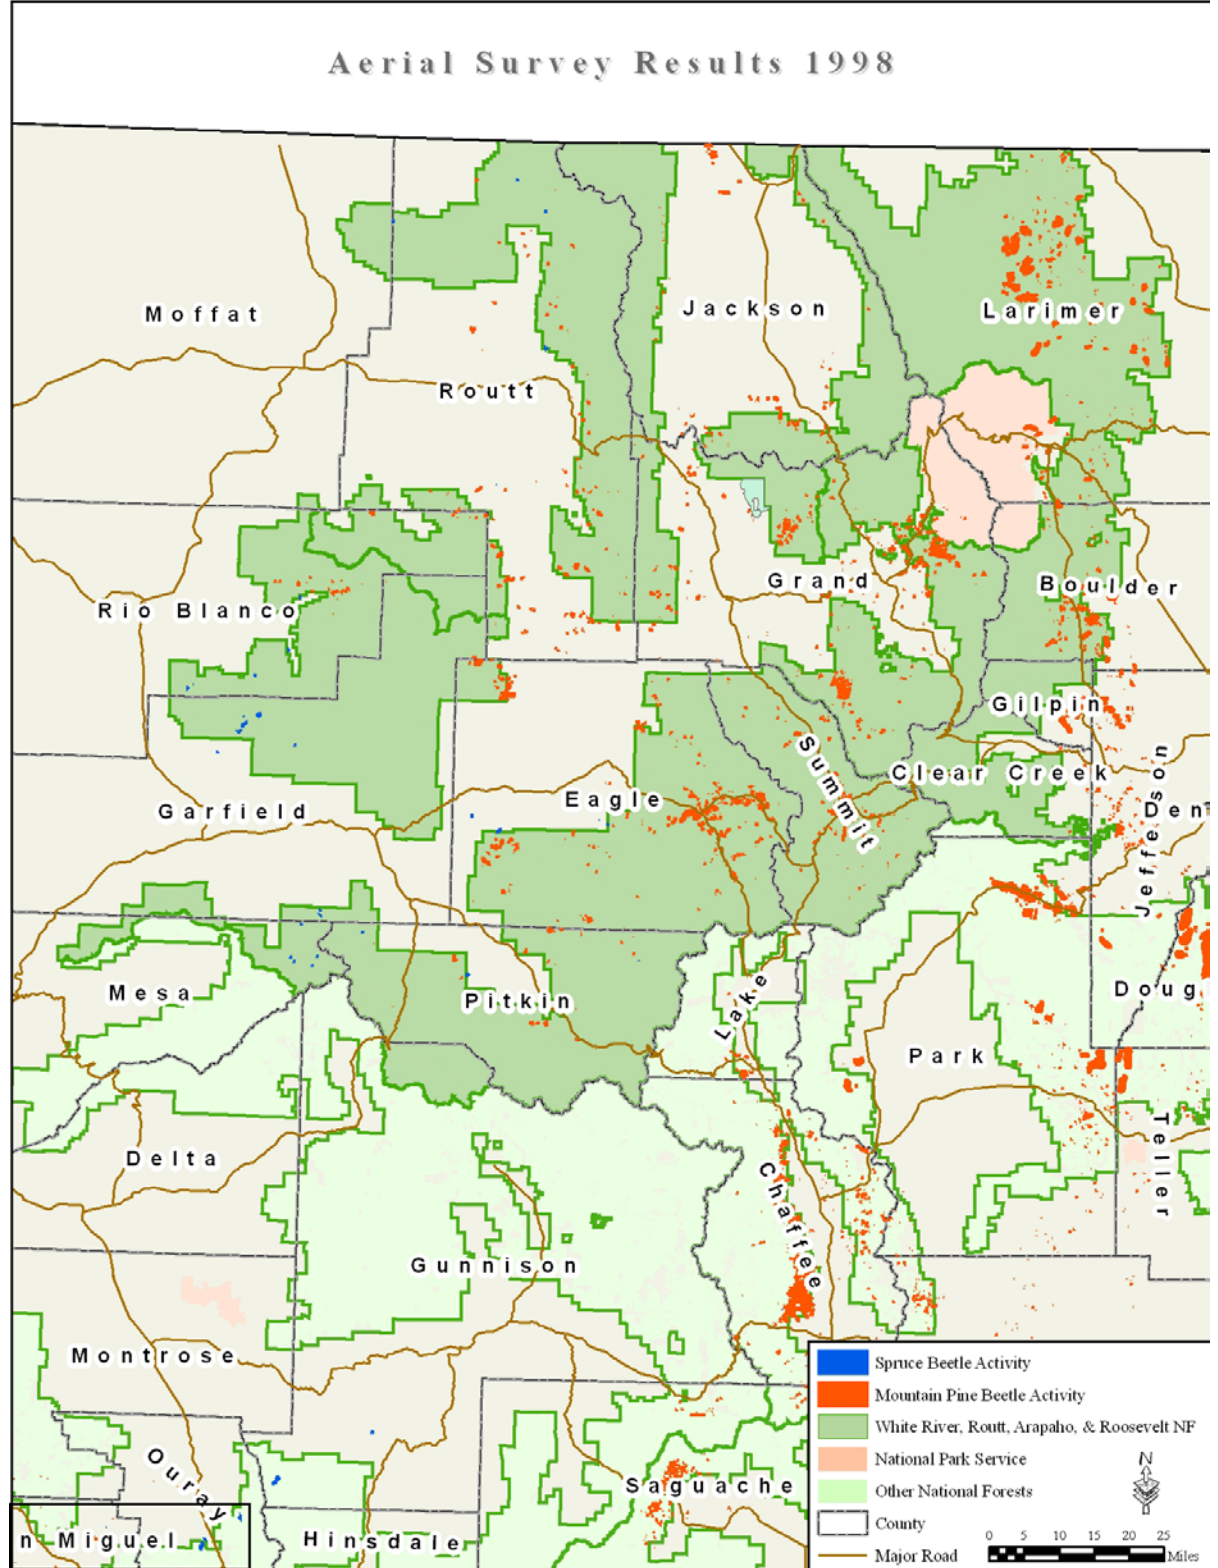 Aerial Survey Results 1998
Moffat
Jackson
Larimer
Routt
Rio Blanco
Grand
Boulder
Gilpin
Summit
Clear Creek
Eagle
Garfield
Jefferson
Den
Mesa
Pitkin
Lake
Doug
Park
Delta
Teller
Chaffee
Gunnison
Montrose
Ouray
Saguache
n Miguel
Hinsdale
Spruce Beetle Activity
Mountain Pine Beetle Activity
White River, Routt, Arapaho, & Roosevelt NF
National Park Service
Other National Forests
County
Major Road
N
0 5 10 15 20 25
Miles